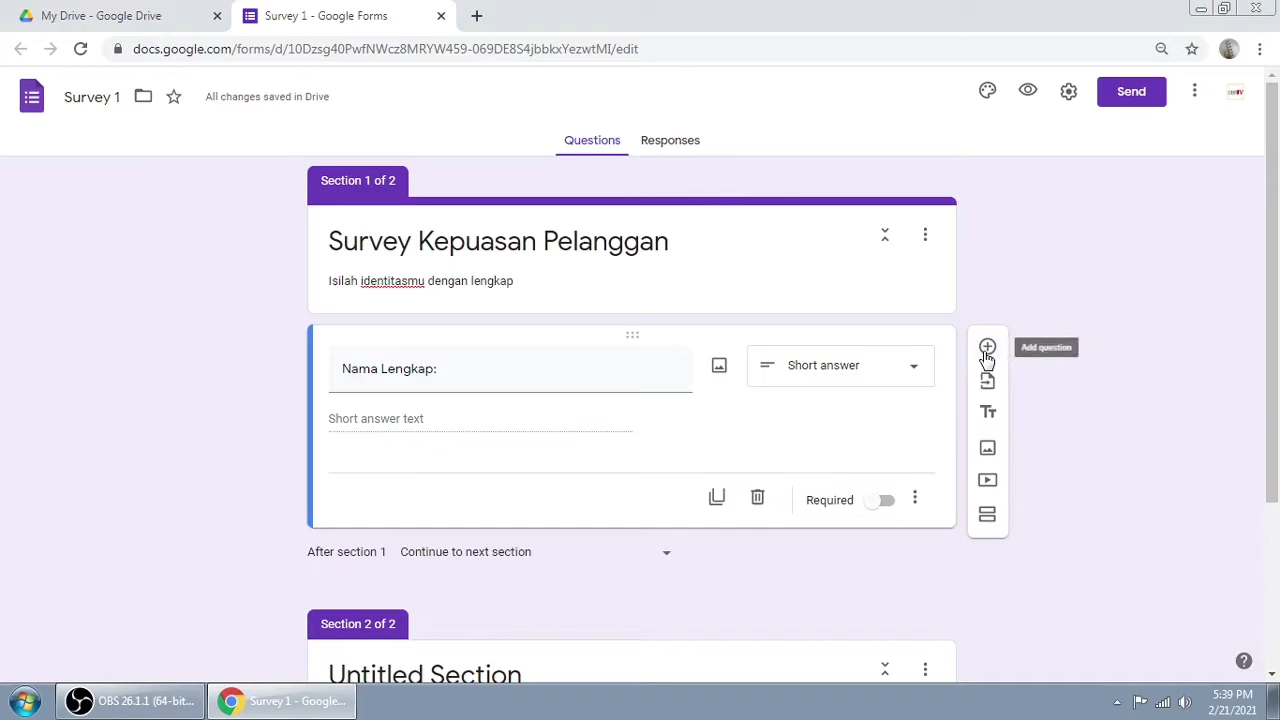 My Drive - Google Drive
Survey 1 - Google Forms
docs.google.com/forms/d/10Dzsg40PwfNWcz8MRYW459-069DE8S4jbbkxYezwtMI/edit
Survey 1
All changes saved in Drive
Send
Questions
Responses
Section 1 of 2
Survey Kepuasan Pelanggan
Isilah identitasmu dengan lengkap
Nama Lengkap:
Short answer
Add question
Short answer text
Required
After section 1
Continue to next section
Section 2 of 2
Untitled Section
OBS 26.1.1 (64-bit...
Survey 1 - Google...
5:39 PM
2/21/2021